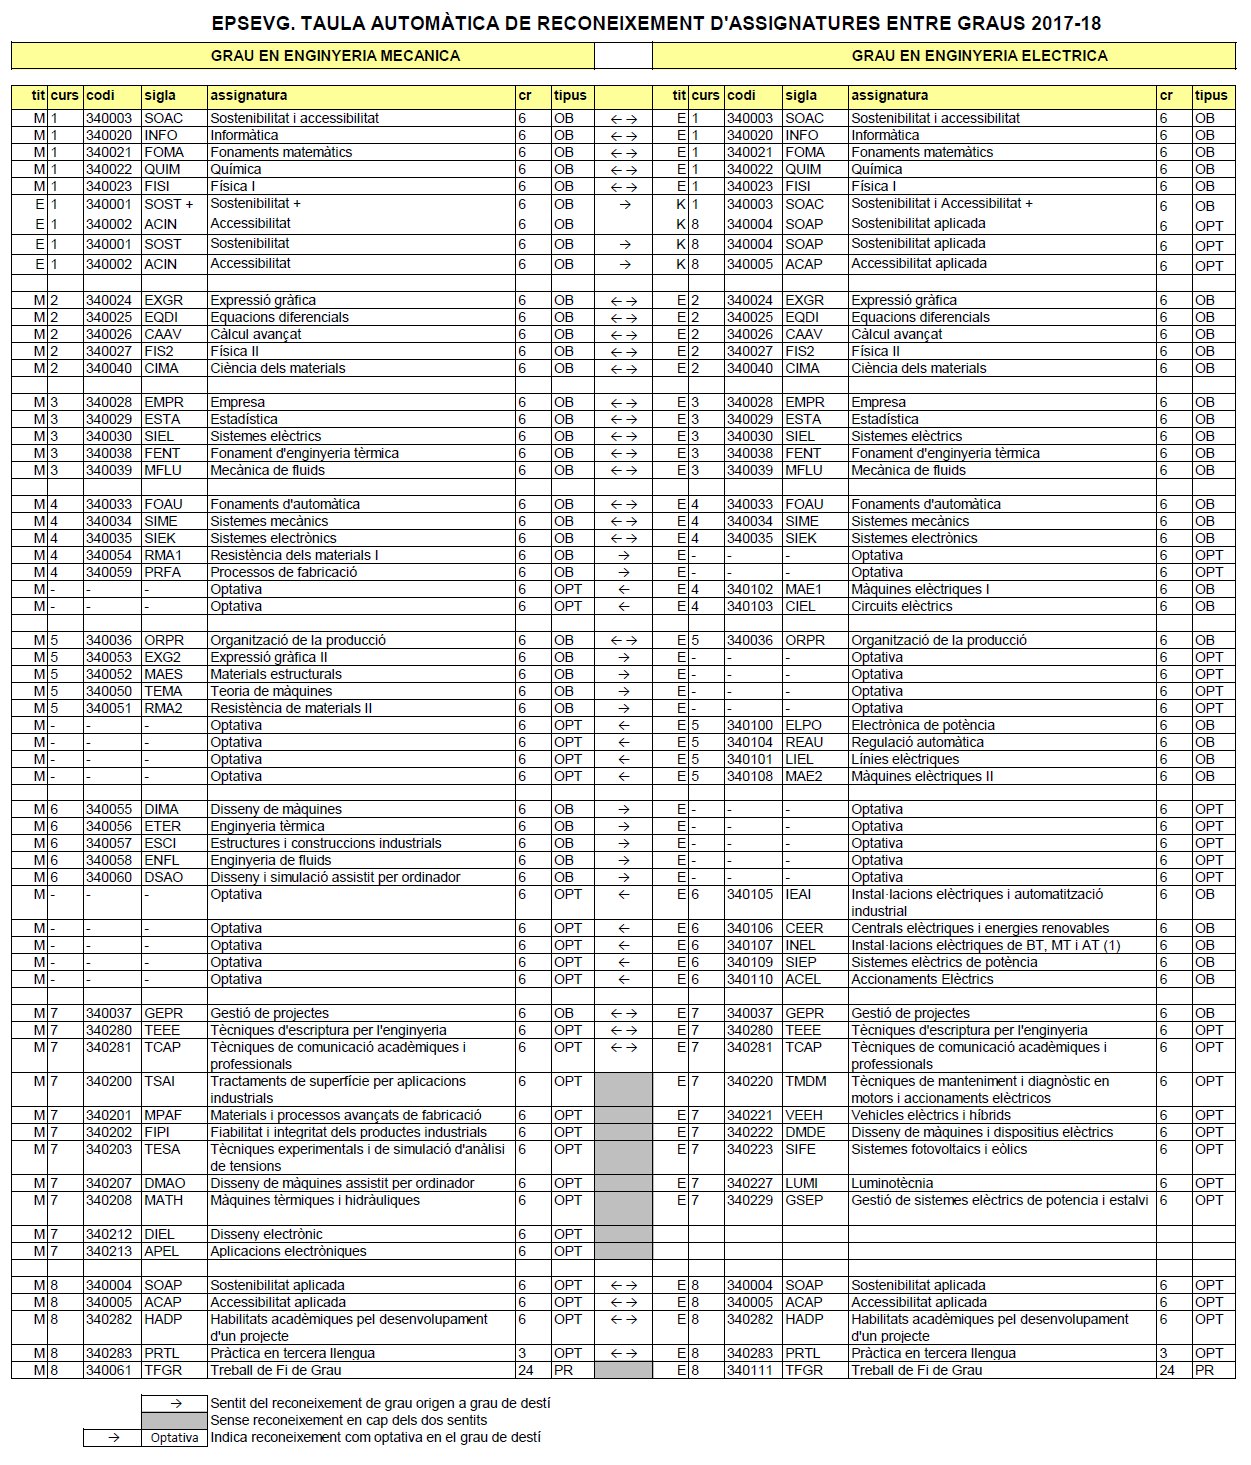 EPSEVG. TAULA AUTOMÀTICA DE RECONEIXEMENT D'ASSIGNATURES ENTRE GRAUS 2017-18
GRAU EN ENGINYERIA MECANICA GRAU EN ENGINYERIA ELECTRICA
tit curs codi sigla assignatura cr tipus tit curs codi sigla assignatura cr tipus
M 1 340003 SOAC Sostenibilitat i accessibilitat 6 OB ←→ E 1 340003 SOAC Sostenibilitat i accessibilitat 6 OB
M 1 340020 INFO Informàtica 6 OB ←→ E 1 340020 INFO Informàtica 6 OB
M 1 340021 FOMA Fonaments matemàtics 6 OB ←→ E 1 340021 FOMA Fonaments matemàtics 6 OB
M 1 340022 QUIM Química 6 OB ←→ E 1 340022 QUIM Química 6 OB
M 1 340023 FISI Física I 6 OB ←→ E 1 340023 FISI Física I 6 OB
E 1 340001 SOST + Sostenibilitat + 6 OB → K 1 340003 SOAC Sostenibilitat i Accessibilitat + 6 OB
E 1 340002 ACIN Accessibilitat 6 OB K 8 340004 SOAP Sostenibilitat aplicada 6 OPT
E 1 340001 SOST Sostenibilitat 6 OB → K 8 340004 SOAP Sostenibilitat aplicada 6 OPT
E 1 340002 ACIN Accessibilitat 6 OB → K 8 340005 ACAP Accessibilitat aplicada 6 OPT
M 2 340024 EXGR Expressió gràfica 6 OB ←→ E 2 340024 EXGR Expressió gràfica 6 OB
M 2 340025 EQDI Equacions diferencials 6 OB ←→ E 2 340025 EQDI Equacions diferencials 6 OB
M 2 340026 CAAV Càlcul avançat 6 OB ←→ E 2 340026 CAAV Càlcul avançat 6 OB
M 2 340027 FIS2 Física II 6 OB ←→ E 2 340027 FIS2 Física II 6 OB
M 2 340040 CIMA Ciència dels materials 6 OB ←→ E 2 340040 CIMA Ciència dels materials 6 OB
M 3 340028 EMPR Empresa 6 OB ←→ E 3 340028 EMPR Empresa 6 OB
M 3 340029 ESTA Estadística 6 OB ←→ E 3 340029 ESTA Estadística 6 OB
M 3 340030 SIEL Sistemes elèctrics 6 OB ←→ E 3 340030 SIEL Sistemes elèctrics 6 OB
M 3 340038 FENT Fonament d'enginyeria tèrmica 6 OB ←→ E 3 340038 FENT Fonament d'enginyeria tèrmica 6 OB
M 3 340039 MFLU Mecànica de fluids 6 OB ←→ E 3 340039 MFLU Mecànica de fluids 6 OB
M 4 340033 FOAU Fonaments d'automàtica 6 OB ←→ E 4 340033 FOAU Fonaments d'automàtica 6 OB
M 4 340034 SIME Sistemes mecànics 6 OB ←→ E 4 340034 SIME Sistemes mecànics 6 OB
M 4 340035 SIEK Sistemes electrònics 6 OB ←→ E 4 340035 SIEK Sistemes electrònics 6 OB
M 4 340054 RMA1 Resistència dels materials I 6 OB → E - - - Optativa 6 OPT
M 4 340059 PRFA Processos de fabricació 6 OB → E - - - Optativa 6 OPT
M - - - Optativa 6 OPT ← E 4 340102 MAE1 Màquines elèctriques I 6 OB
M - - - Optativa 6 OPT ← E 4 340103 CIEL Circuits elèctrics 6 OB
M 5 340036 ORPR Organització de la producció 6 OB ←→ E 5 340036 ORPR Organització de la producció 6 OB
M 5 340053 EXG2 Expressió gràfica II 6 OB → E - - - Optativa 6 OPT
M 5 340052 MAES Materials estructurals 6 OB → E - - - Optativa 6 OPT
M 5 340050 TEMA Teoria de màquines 6 OB → E - - - Optativa 6 OPT
M 5 340051 RMA2 Resistència de materials II 6 OB → E - - - Optativa 6 OPT
M - - - Optativa 6 OPT ← E 5 340100 ELPO Electrònica de potència 6 OB
M - - - Optativa 6 OPT ← E 5 340104 REAU Regulació automàtica 6 OB
M - - - Optativa 6 OPT ← E 5 340101 LIEL Línies elèctriques 6 OB
M - - - Optativa 6 OPT ← E 5 340108 MAE2 Màquines elèctriques II 6 OB
M 6 340055 DIMA Disseny de màquines 6 OB → E - - - Optativa 6 OPT
M 6 340056 ETER Enginyeria tèrmica 6 OB → E - - - Optativa 6 OPT
M 6 340057 ESCI Estructures i construccions industrials 6 OB → E - - - Optativa 6 OPT
M 6 340058 ENFL Enginyeria de fluids 6 OB → E - - - Optativa 6 OPT
M 6 340060 DSAO Disseny i simulació assistit per ordinador 6 OB → E - - - Optativa 6 OPT
M - - - Optativa 6 OPT ← E 6 340105 IEAI Instal·lacions elèctriques i automatització 6 OB
industrial
M - - - Optativa 6 OPT ← E 6 340106 CEER Centrals elèctriques i energies renovables 6 OB
M - - - Optativa 6 OPT ← E 6 340107 INEL Instal·lacions elèctriques de BT, MT i AT (1) 6 OB
M - - - Optativa 6 OPT ← E 6 340109 SIEP Sistemes elèctrics de potència 6 OB
M - - - Optativa 6 OPT ← E 6 340110 ACEL Accionaments Elèctrics 6 OB
M 7 340037 GEPR Gestió de projectes 6 OB ←→ E 7 340037 GEPR Gestió de projectes 6 OB
M 7 340280 TEEE Tècniques d'escriptura per l'enginyeria 6 OPT ←→ E 7 340280 TEEE Tècniques d'escriptura per l'enginyeria 6 OPT
M 7 340281 TCAP Tècniques de comunicació acadèmiques i 6 OPT ←→ E 7 340281 TCAP Tècniques de comunicació acadèmiques i 6 OPT
professionals professionals
M 7 340200 TSAI Tractaments de superfície per aplicacions 6 OPT E 7 340220 TMDM Tècniques de manteniment i diagnòstic en 6 OPT
industrials motors i accionaments elèctricos
M 7 340201 MPAF Materials i processos avançats de fabricació 6 OPT E 7 340221 VEEH Vehicles elèctrics i híbrids 6 OPT
M 7 340202 FIPI Fiabilitat i integritat dels productes industrials 6 OPT E 7 340222 DMDE Disseny de màquines i dispositius elèctrics 6 OPT
M 7 340203 TESA Tècniques experimentals i de simulació d'anàlisi 6 OPT E 7 340223 SIFE Sistemes fotovoltaics i eòlics 6 OPT
de tensions
M 7 340207 DMAO Disseny de màquines assistit per ordinador 6 OPT E 7 340227 LUMI Luminotècnia 6 OPT
M 7 340208 MATH Màquines tèrmiques i hidràuliques 6 OPT E 7 340229 GSEP Gestió de sistemes elèctrics de potencia i estalvi 6 OPT
M 7 340212 DIEL Disseny electrònic 6 OPT
M 7 340213 APEL Aplicacions electròniques 6 OPT
M 8 340004 SOAP Sostenibilitat aplicada 6 OPT ←→ E 8 340004 SOAP Sostenibilitat aplicada 6 OPT
M 8 340005 ACAP Accessibilitat aplicada 6 OPT ←→ E 8 340005 ACAP Accessibilitat aplicada 6 OPT
M 8 340282 HADP Habilitats acadèmiques pel desenvolupament 6 OPT ←→ E 8 340282 HADP Habilitats acadèmiques pel desenvolupament 6 OPT
d'un projecte d'un projecte
M 8 340283 PRTL Pràctica en tercera llengua 3 OPT ←→ E 8 340283 PRTL Pràctica en tercera llengua 3 OPT
M 8 340061 TFGR Treball de Fi de Grau 24 PR E 8 340111 TFGR Treball de Fi de Grau 24 PR
→ Sentit del reconeixement de grau origen a grau de destí
Sense reconeixement en cap dels dos sentits
→ Optativa Indica reconeixement com optativa en el grau de destí